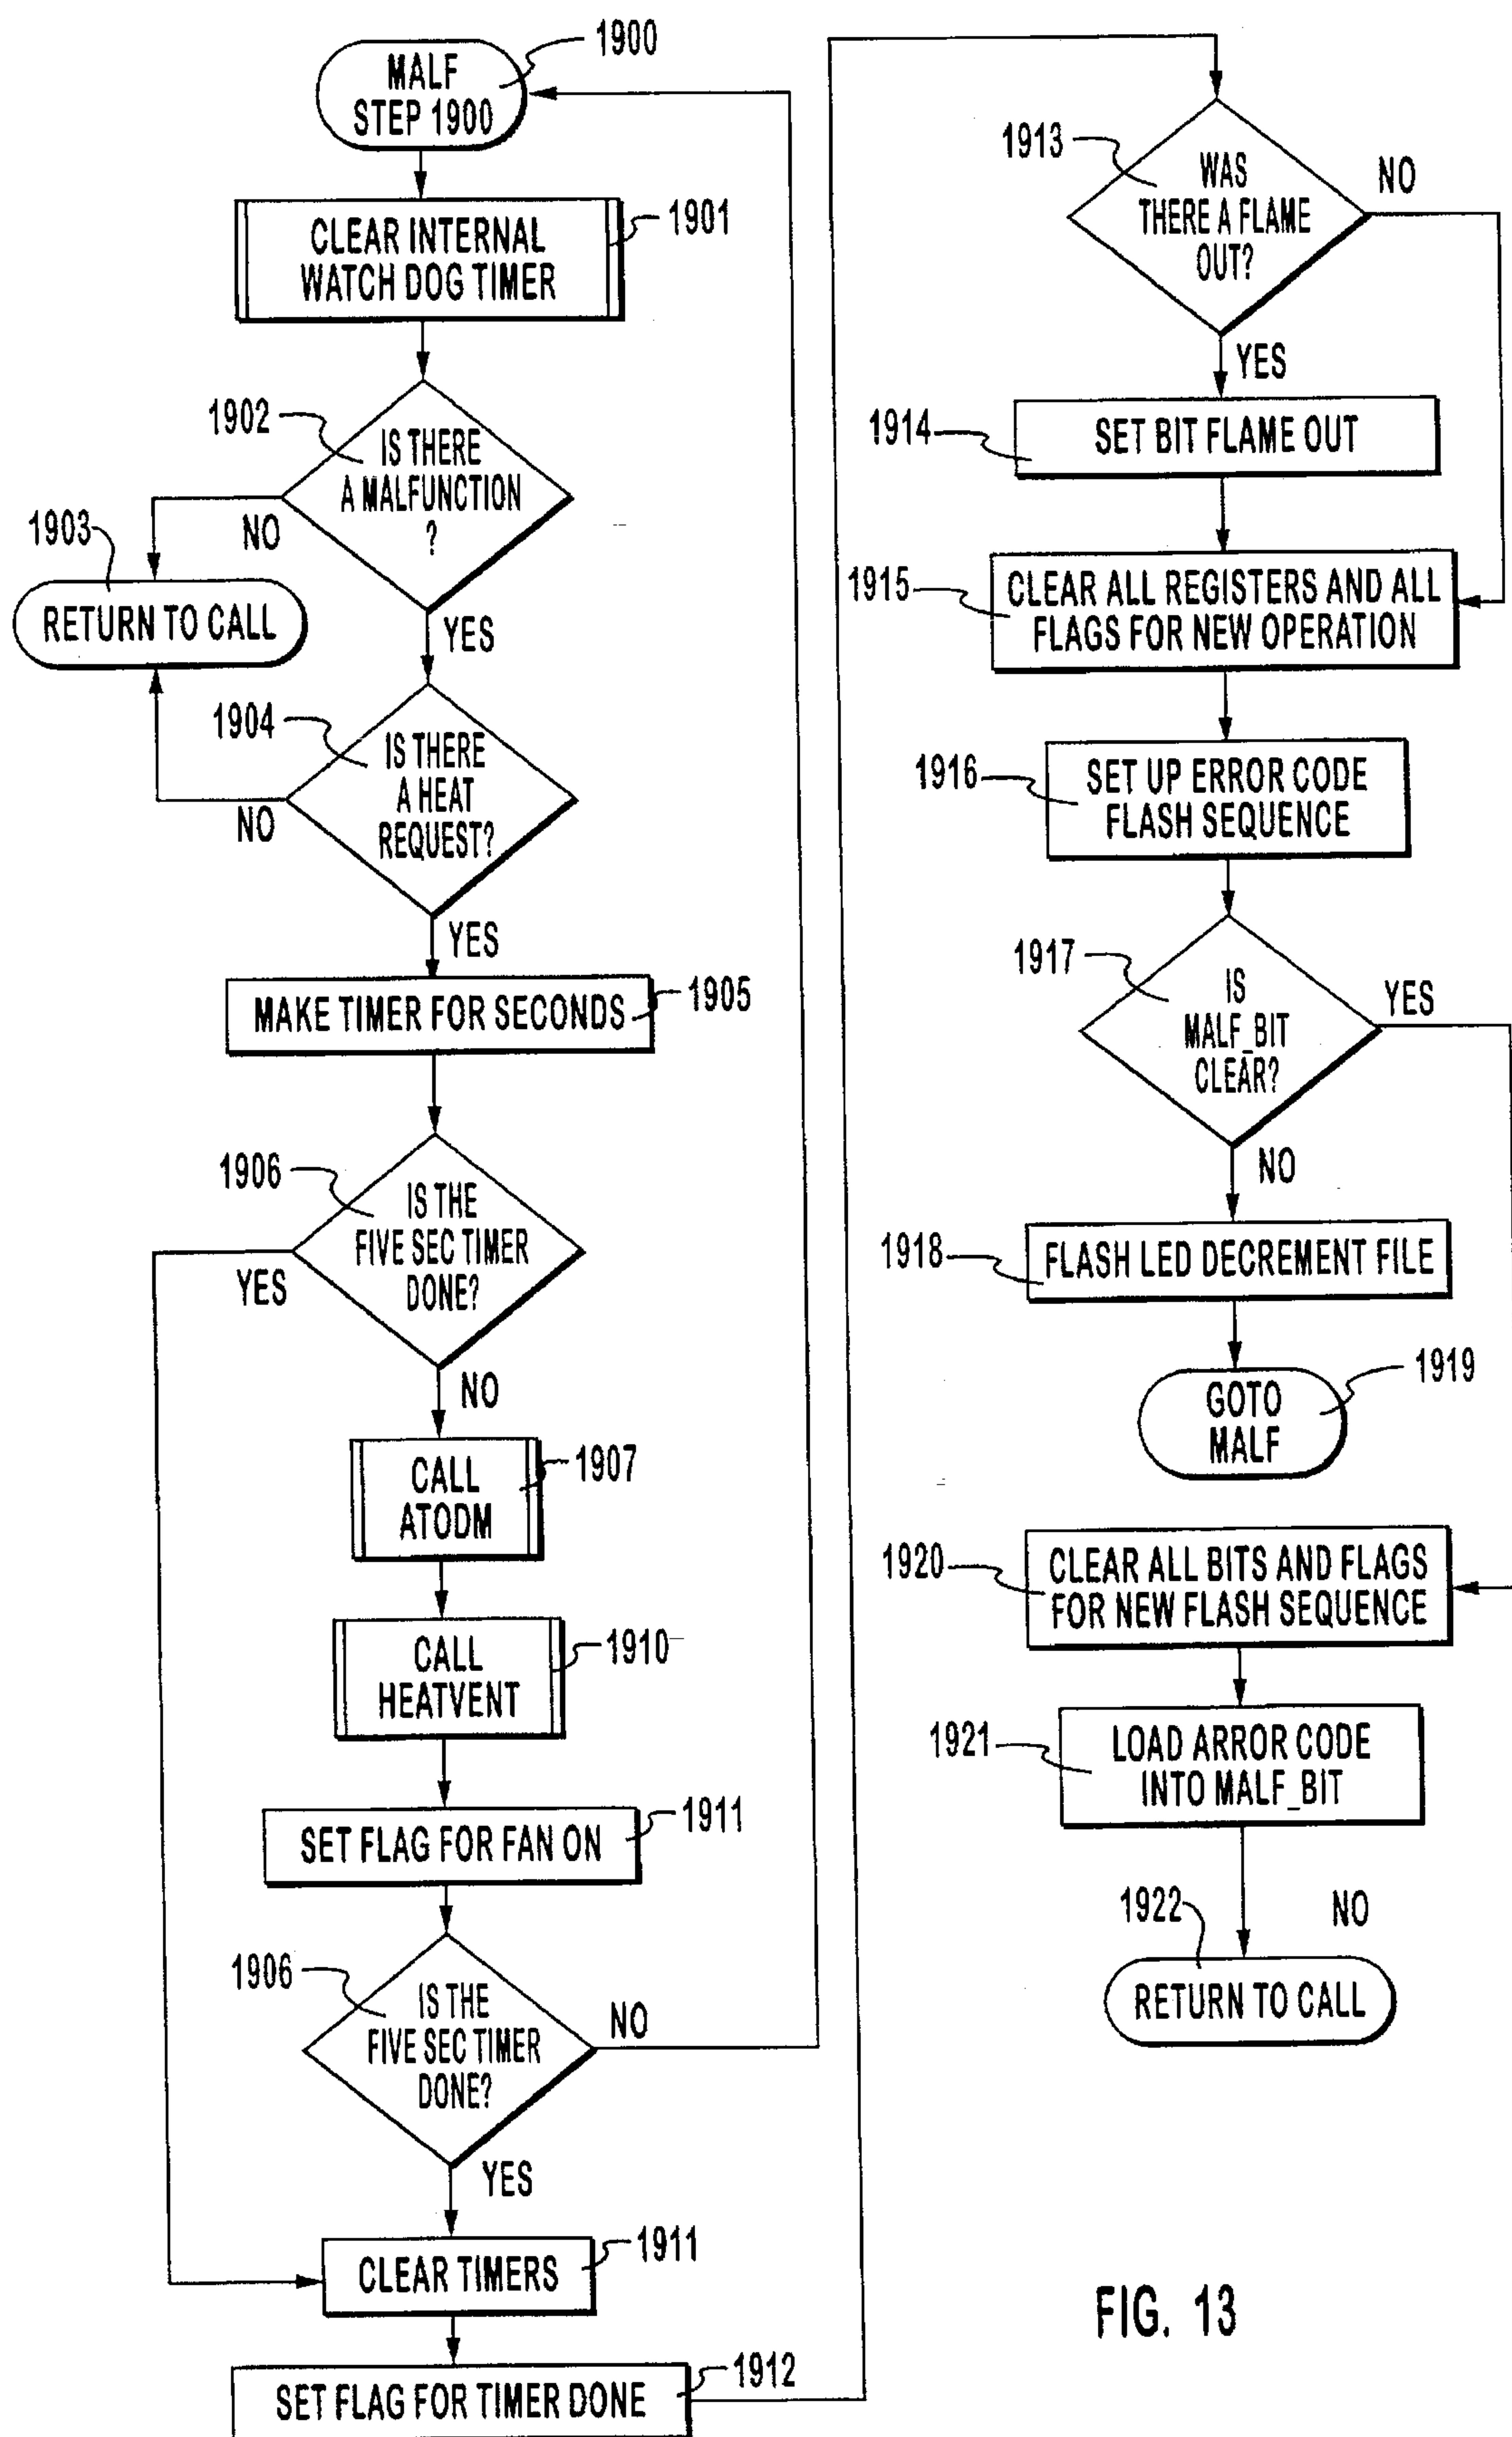 1900
MALF
STEP 1900
1901
CLEAR INTERNAL
WATCH DOG TIMER
1902
IS THERE
A MALFUNCTION
?
NO
1903
RETURN TO CALL
YES
1904
IS THERE
A HEAT
REQUEST?
NO
YES
MAKE TIMER FOR SECONDS
1905
1906
IS THE
FIVE SEC TIMER
DONE?
YES
NO
CALL
ATODM
1907
CALL
HEATVENT
1910
SET FLAG FOR FAN ON
1911
1906
IS THE
FIVE SEC TIMER
DONE?
NO
YES
CLEAR TIMERS
1911
SET FLAG FOR TIMER DONE
1912
1913
WAS
THERE A FLAME
OUT?
NO
YES
1914
SET BIT FLAME OUT
1915
CLEAR ALL REGISTERS AND ALL
FLAGS FOR NEW OPERATION
1916
SET UP ERROR CODE
FLASH SEQUENCE
1917
IS
MALF_BIT
CLEAR?
YES
NO
1918
FLASH LED DECREMENT FILE
1919
GOTO
MALF
1920
CLEAR ALL BITS AND FLAGS
FOR NEW FLASH SEQUENCE
1921
LOAD ARROR CODE
INTO MALF_BIT
1922
NO
RETURN TO CALL
FIG. 13